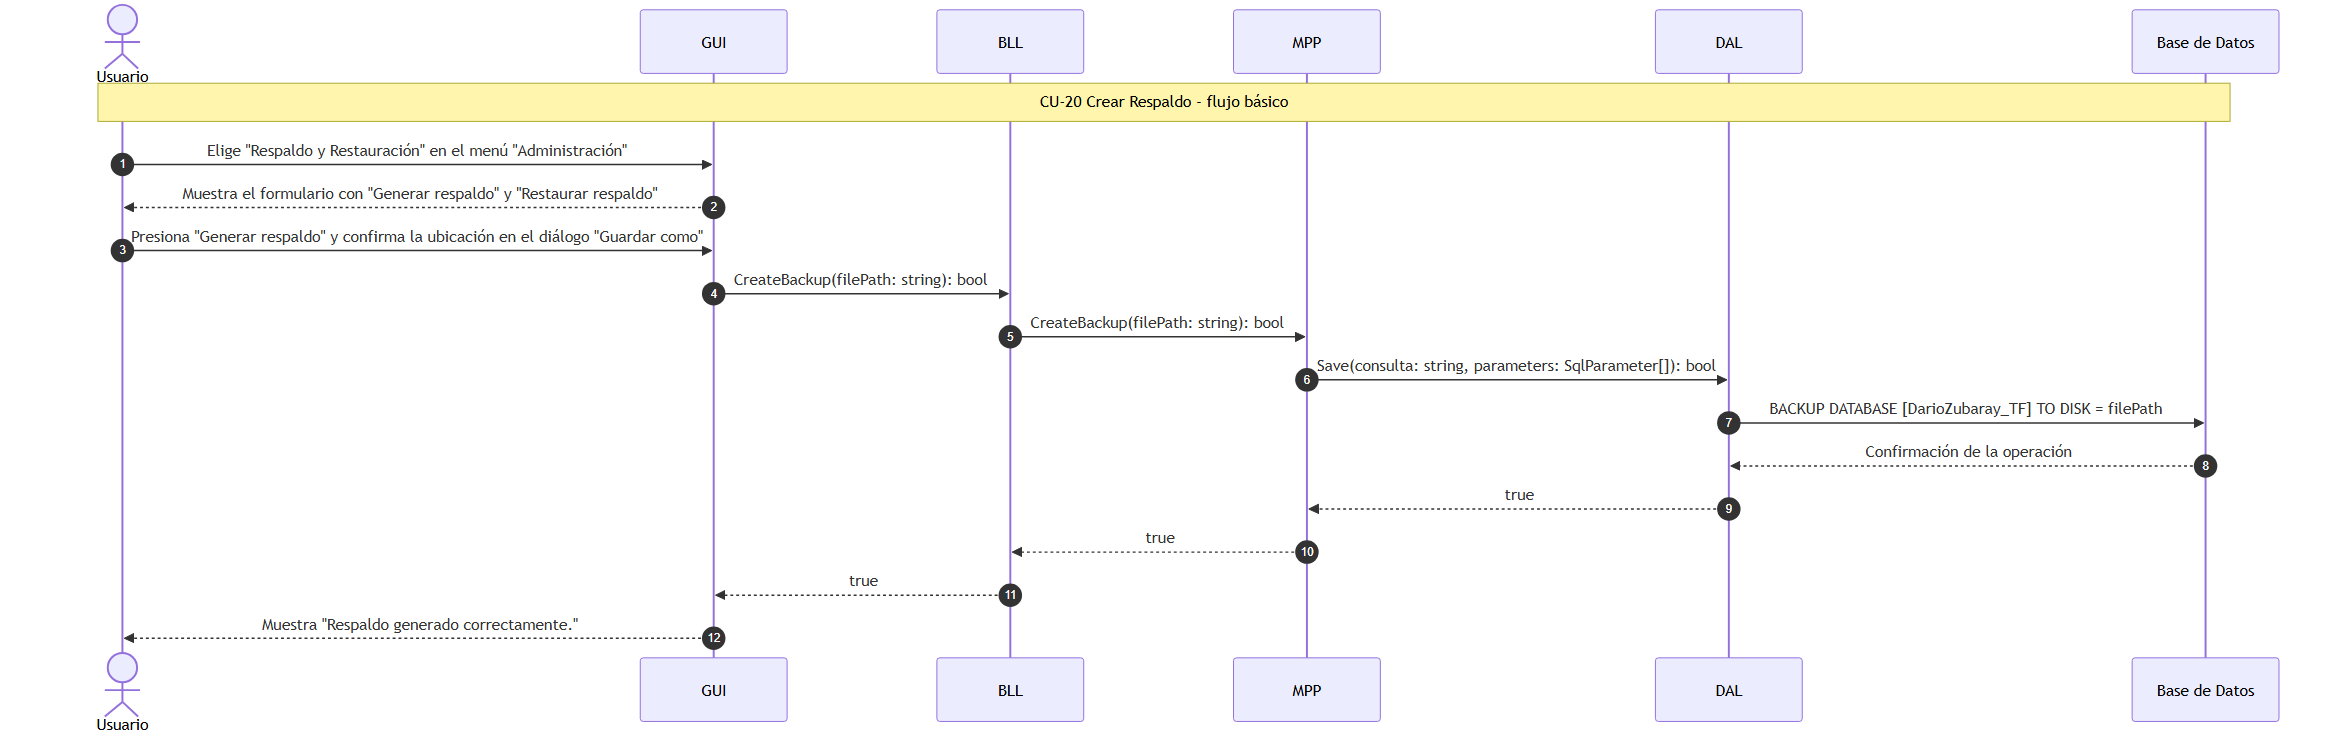 Usuario
GUI
BLL
MPP
DAL
Base de Datos
CU-20 Crear Respaldo - flujo básico
1
Elige "Respaldo y Restauración" en el menú "Administración"
Muestra el formulario con "Generar respaldo" y "Restaurar respaldo"
2
3
Presiona "Generar respaldo" y confirma la ubicación en el diálogo "Guardar como"
4
CreateBackup(filePath: string): bool
5
CreateBackup(filePath: string): bool
6
Save(consulta: string, parameters: SqlParameter[]): bool
7
BACKUP DATABASE [DarioZubaray_TF] TO DISK = filePath
Confirmación de la operación
8
true
9
true
10
true
11
Muestra "Respaldo generado correctamente."
12
Usuario
GUI
BLL
MPP
DAL
Base de Datos